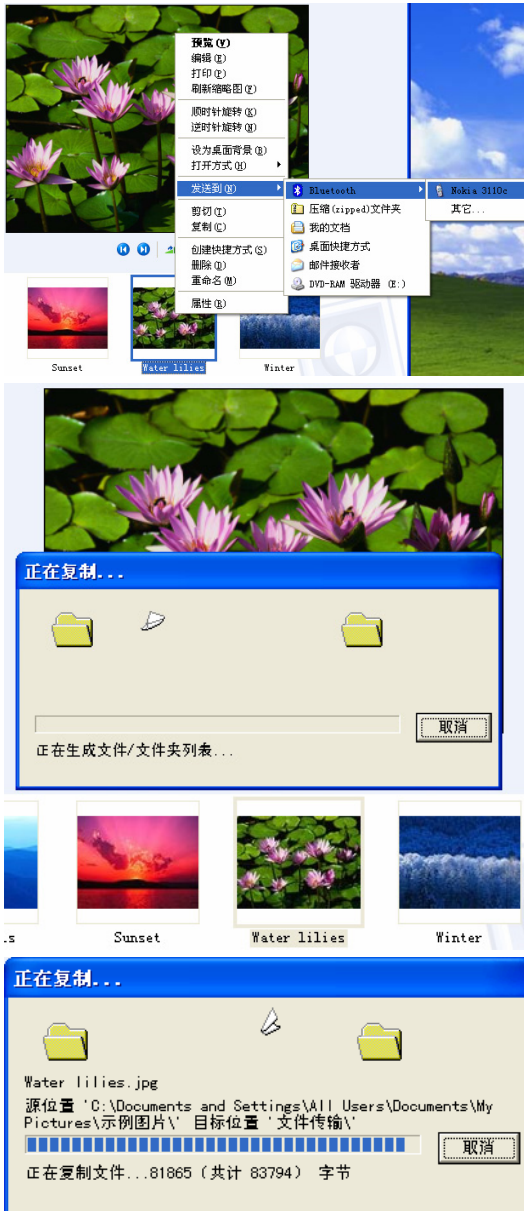 预览(V)
编辑(E)
打印(P)
刷新缩略图(F)
顺时针旋转(K)
逆时针旋转(N)
设为桌面背景(B)
打开方式(H)
发送到(N)
剪切(T)
复制(C)
创建快捷方式(S)
删除(D)
重命名(M)
属性(R)
Bluetooth
压缩(zipped)文件夹
我的文档
桌面快捷方式
邮件接收者
DVD-RAM 驱动器 (E:)
Nokia 3110c
其它...
Sunset
Water lilies
Winter
正在复制...
取消
正在生成文件/文件夹列表...
.s
Sunset
Water lilies
Winter
正在复制...
Water lilies.jpg
源位置 'C:\Documents and Settings\All Users\Documents\My
Pictures\示例图片\' 目标位置 '文件传输\'
取消
正在复制文件...81865 (共计 83794) 字节